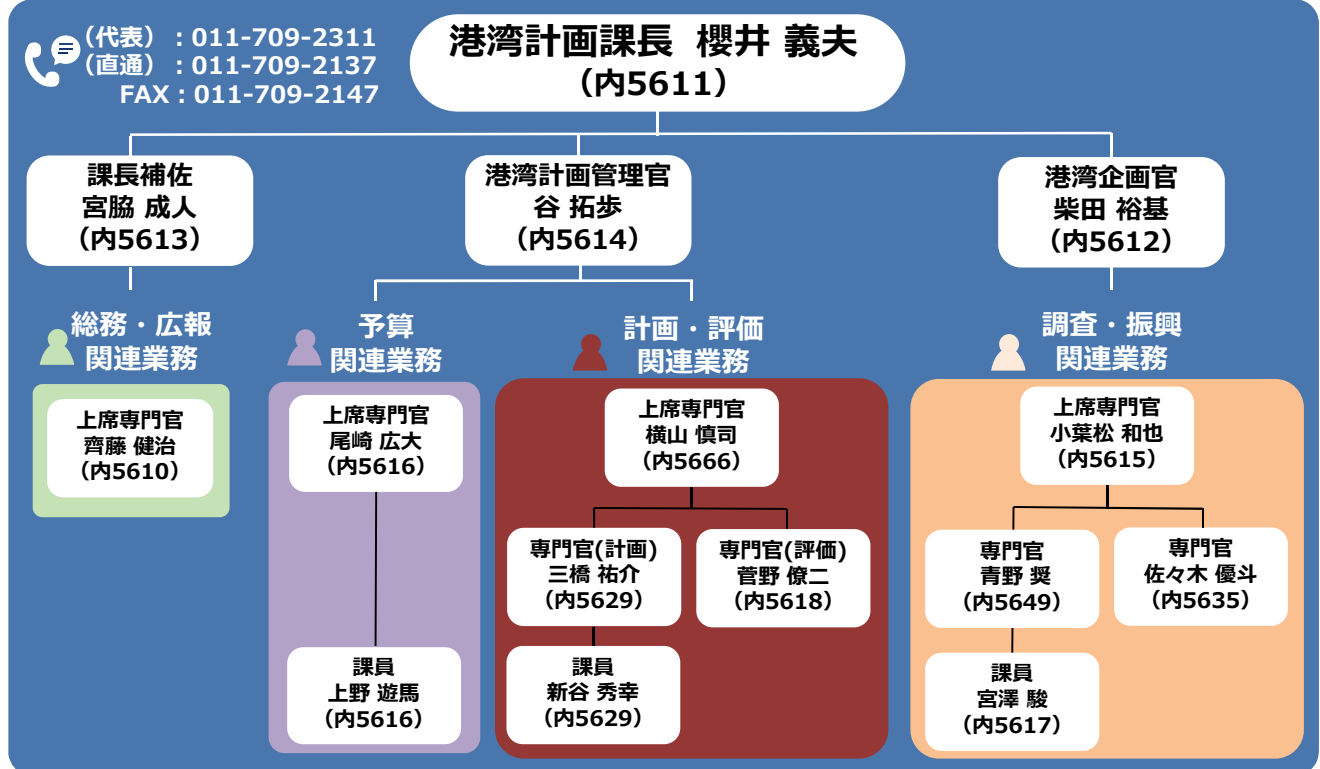 (代表):011-709-2311
(直通):011-709-2137
FAX:011-709-2147
港湾計画課長 櫻井 義夫
(内5611)
課長補佐
宮脇 成人
(内5613)
港湾計画管理官
谷 拓歩
(内5614)
港湾企画官
柴田 裕基
(内5612)
総務・広報
関連業務
上席専門官
齊藤 健治
(内5610)
予算
関連業務
上席専門官
尾崎 広大
(内5616)
課員
上野 遊馬
(内5616)
計画・評価
関連業務
上席専門官
横山 慎司
(内5666)
専門官(計画)
三橋 祐介
(内5629)
専門官(評価)
菅野 僚二
(内5618)
課員
新谷 秀幸
(内5629)
調査・振興
関連業務
上席専門官
小葉松 和也
(内5615)
専門官
青野 奨
(内5649)
専門官
佐々木 優斗
(内5635)
課員
宮澤 駿
(内5617)